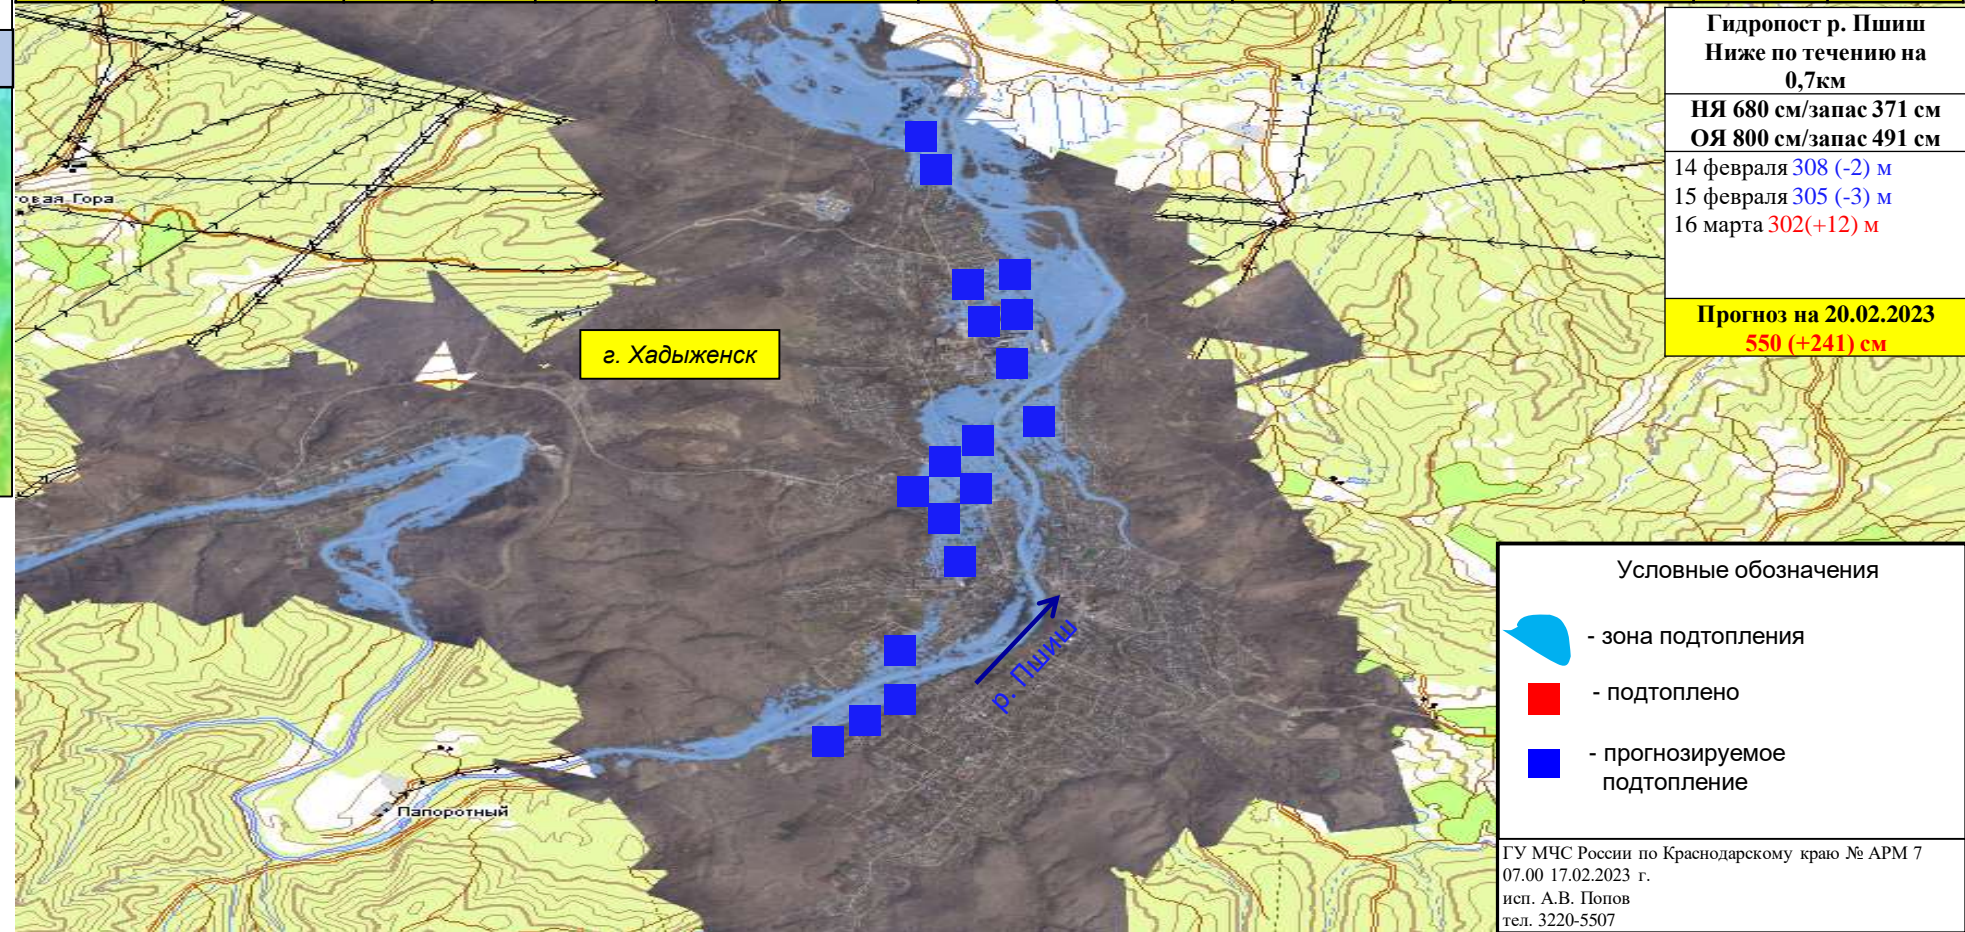 Гидропост р. Пшиш
Ниже по течению на
0,7км
НЯ 680 см/запас 371 см
ОЯ 800 см/запас 491 см
14 февраля 308 (-2) м
15 февраля 305 (-3) м
16 марта 302(+12) м
Прогноз на 20.02.2023
550 (+241) см
овая Гора
г. Хадыженск
р. Пшиш
Папоротный
Условные обозначения
- зона подтопления
- подтоплено
- прогнозируемое
подтопление
ГУ МЧС России по Краснодарскому краю № АРМ 7
07.00 17.02.2023 г.
исп. А.В. Попов
тел. 3220-5507